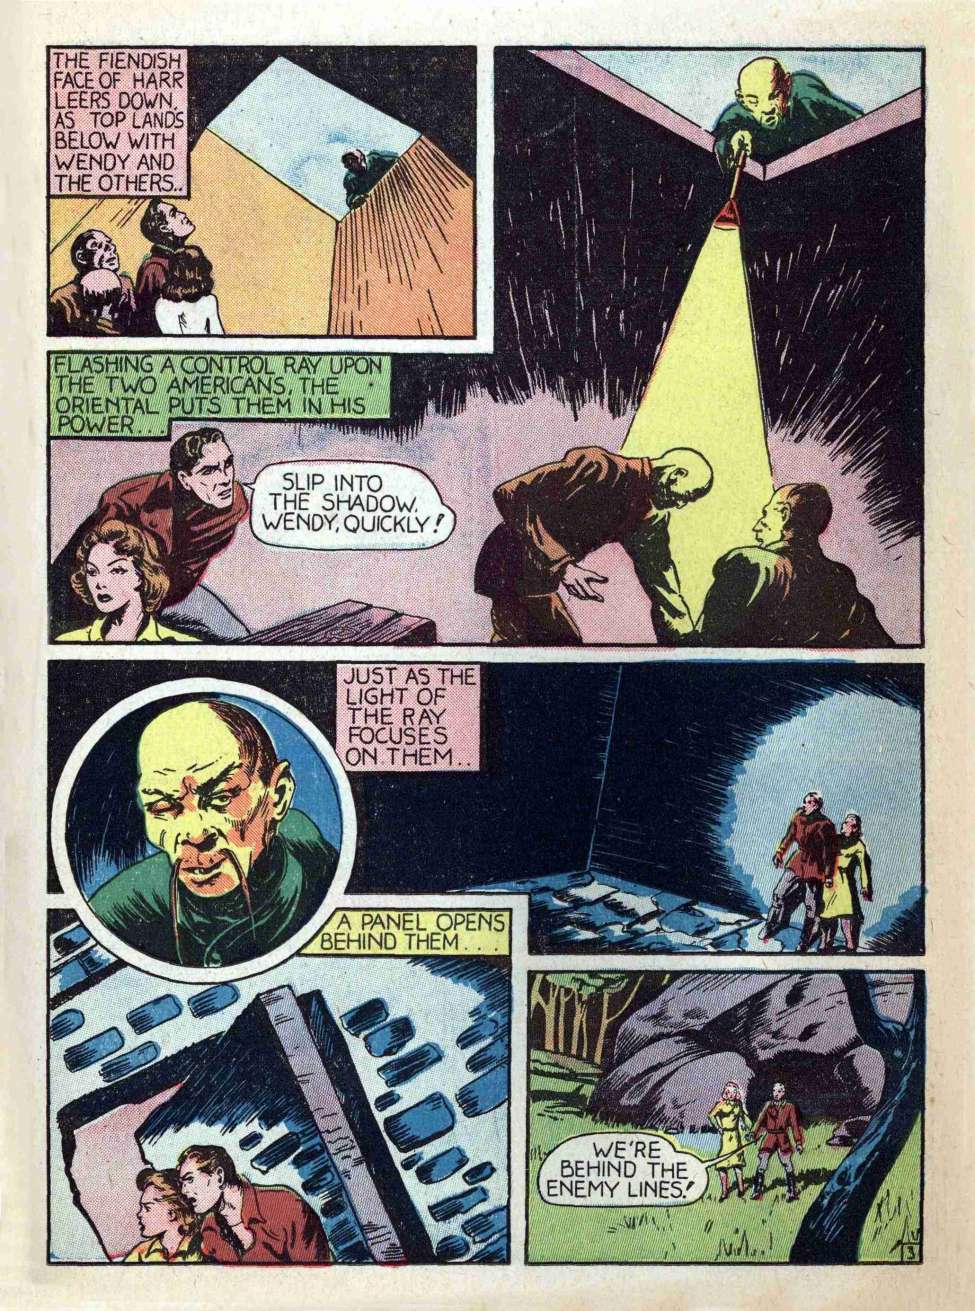 THE FIENDISH
FACE OF HARR
LEERS DOWN,
AS TOP LANDS
BELOW WITH
WENDY AND
THE OTHERS..
FLASHING A CONTROL RAY UPON
THE TWO AMERICANS, THE
ORIENTAL PUTS THEM IN HIS
POWER....
SLIP INTO
THE SHADOW,
WENDY, QUICKLY!
JUST AS THE
LIGHT OF
THE RAY
FOCUSES
ON THEM..
A PANEL OPENS
BEHIND THEM...
WE'RE
BEHIND THE
ENEMY LINES!
3